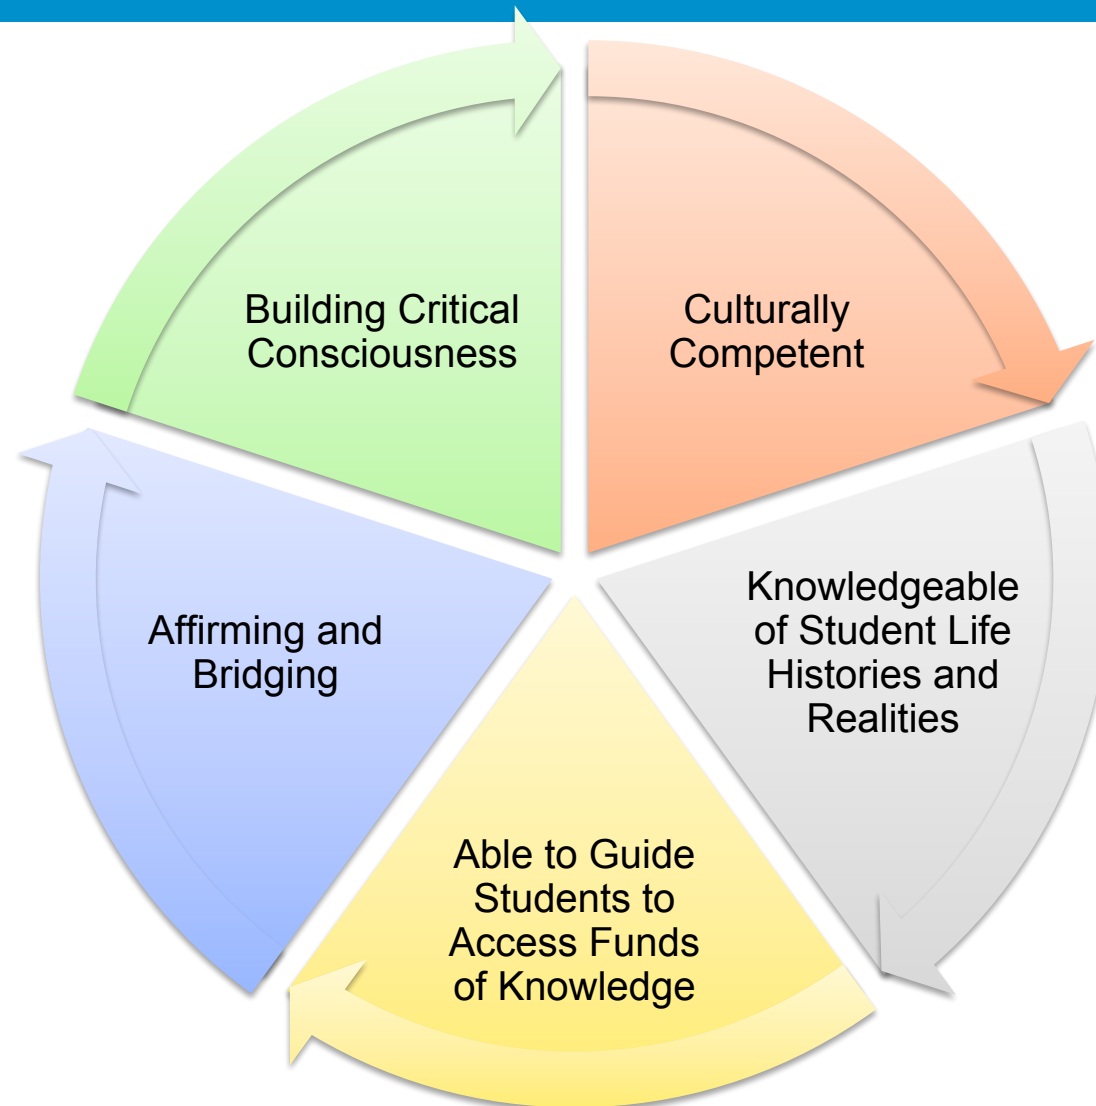 Building Critical
Consciousness
Culturally
Competent
Knowledgeable
of Student Life
Histories and
Realities
Able to Guide
Students to
Access Funds
of Knowledge
Affirming and
Bridging